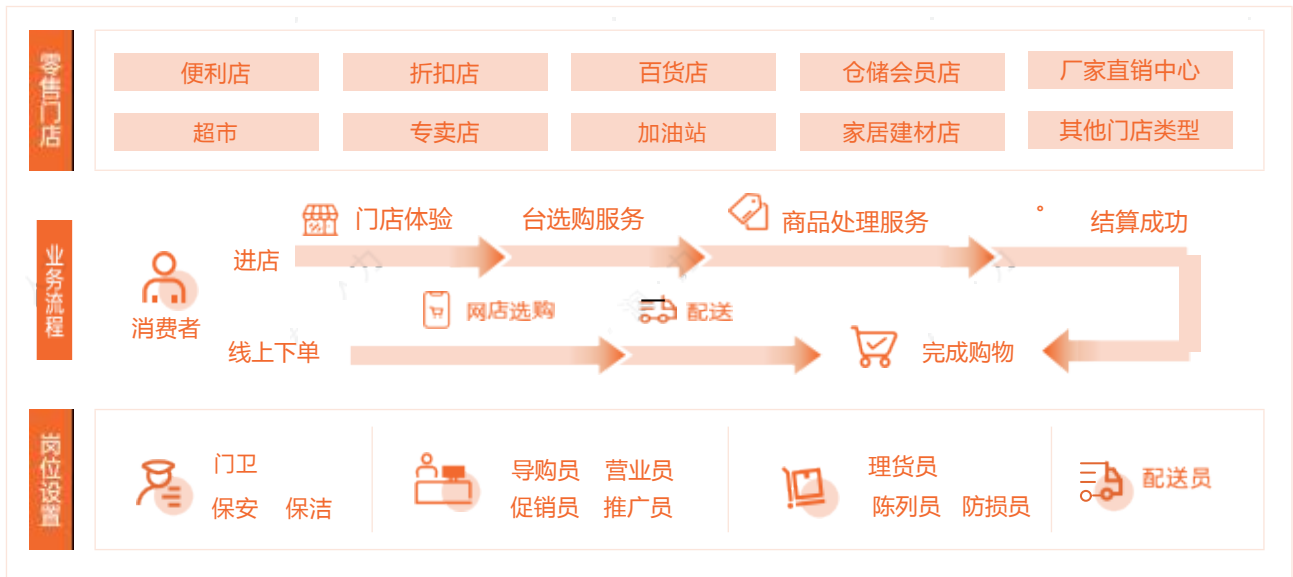 零售门店
便利店 折扣店 百货店 仓储会员店 厂家直销中心
超市 专卖店 加油站 家居建材店 其他门店类型
业务流程
门店体验 台选购服务 商品处理服务 结算成功
进店
消费者
网店选购 配送
线上下单 完成购物
岗位设置
门卫
保安 保洁
导购员 营业员
促销员 推广员
理货员
陈列员 防损员
配送员